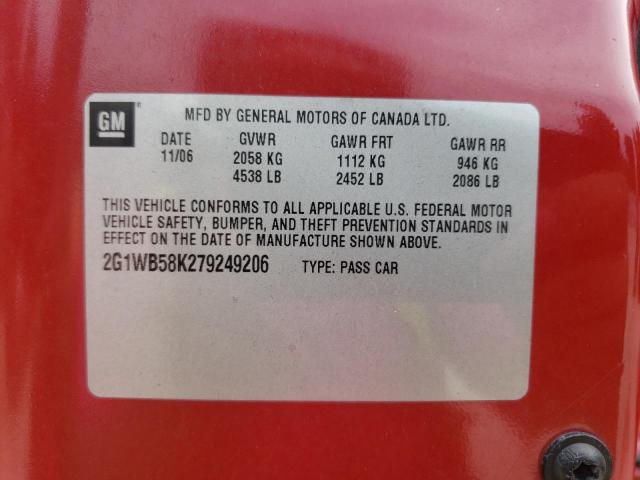 GM
MFD BY GENERAL MOTORS OF CANADA LTD.
DATE GVWR GAWR FRT GAWR RR
11/06 2058 KG 1112 KG 946 KG
4538 LB 2452 LB 2086 LB
THIS VEHICLE CONFORMS TO ALL APPLICABLE U.S. FEDERAL MOTOR
VEHICLE SAFETY, BUMPER, AND THEFT PREVENTION STANDARDS IN
EFFECT ON THE DATE OF MANUFACTURE SHOWN ABOVE.
2G1WB58K279249206 TYPE: PASS CAR